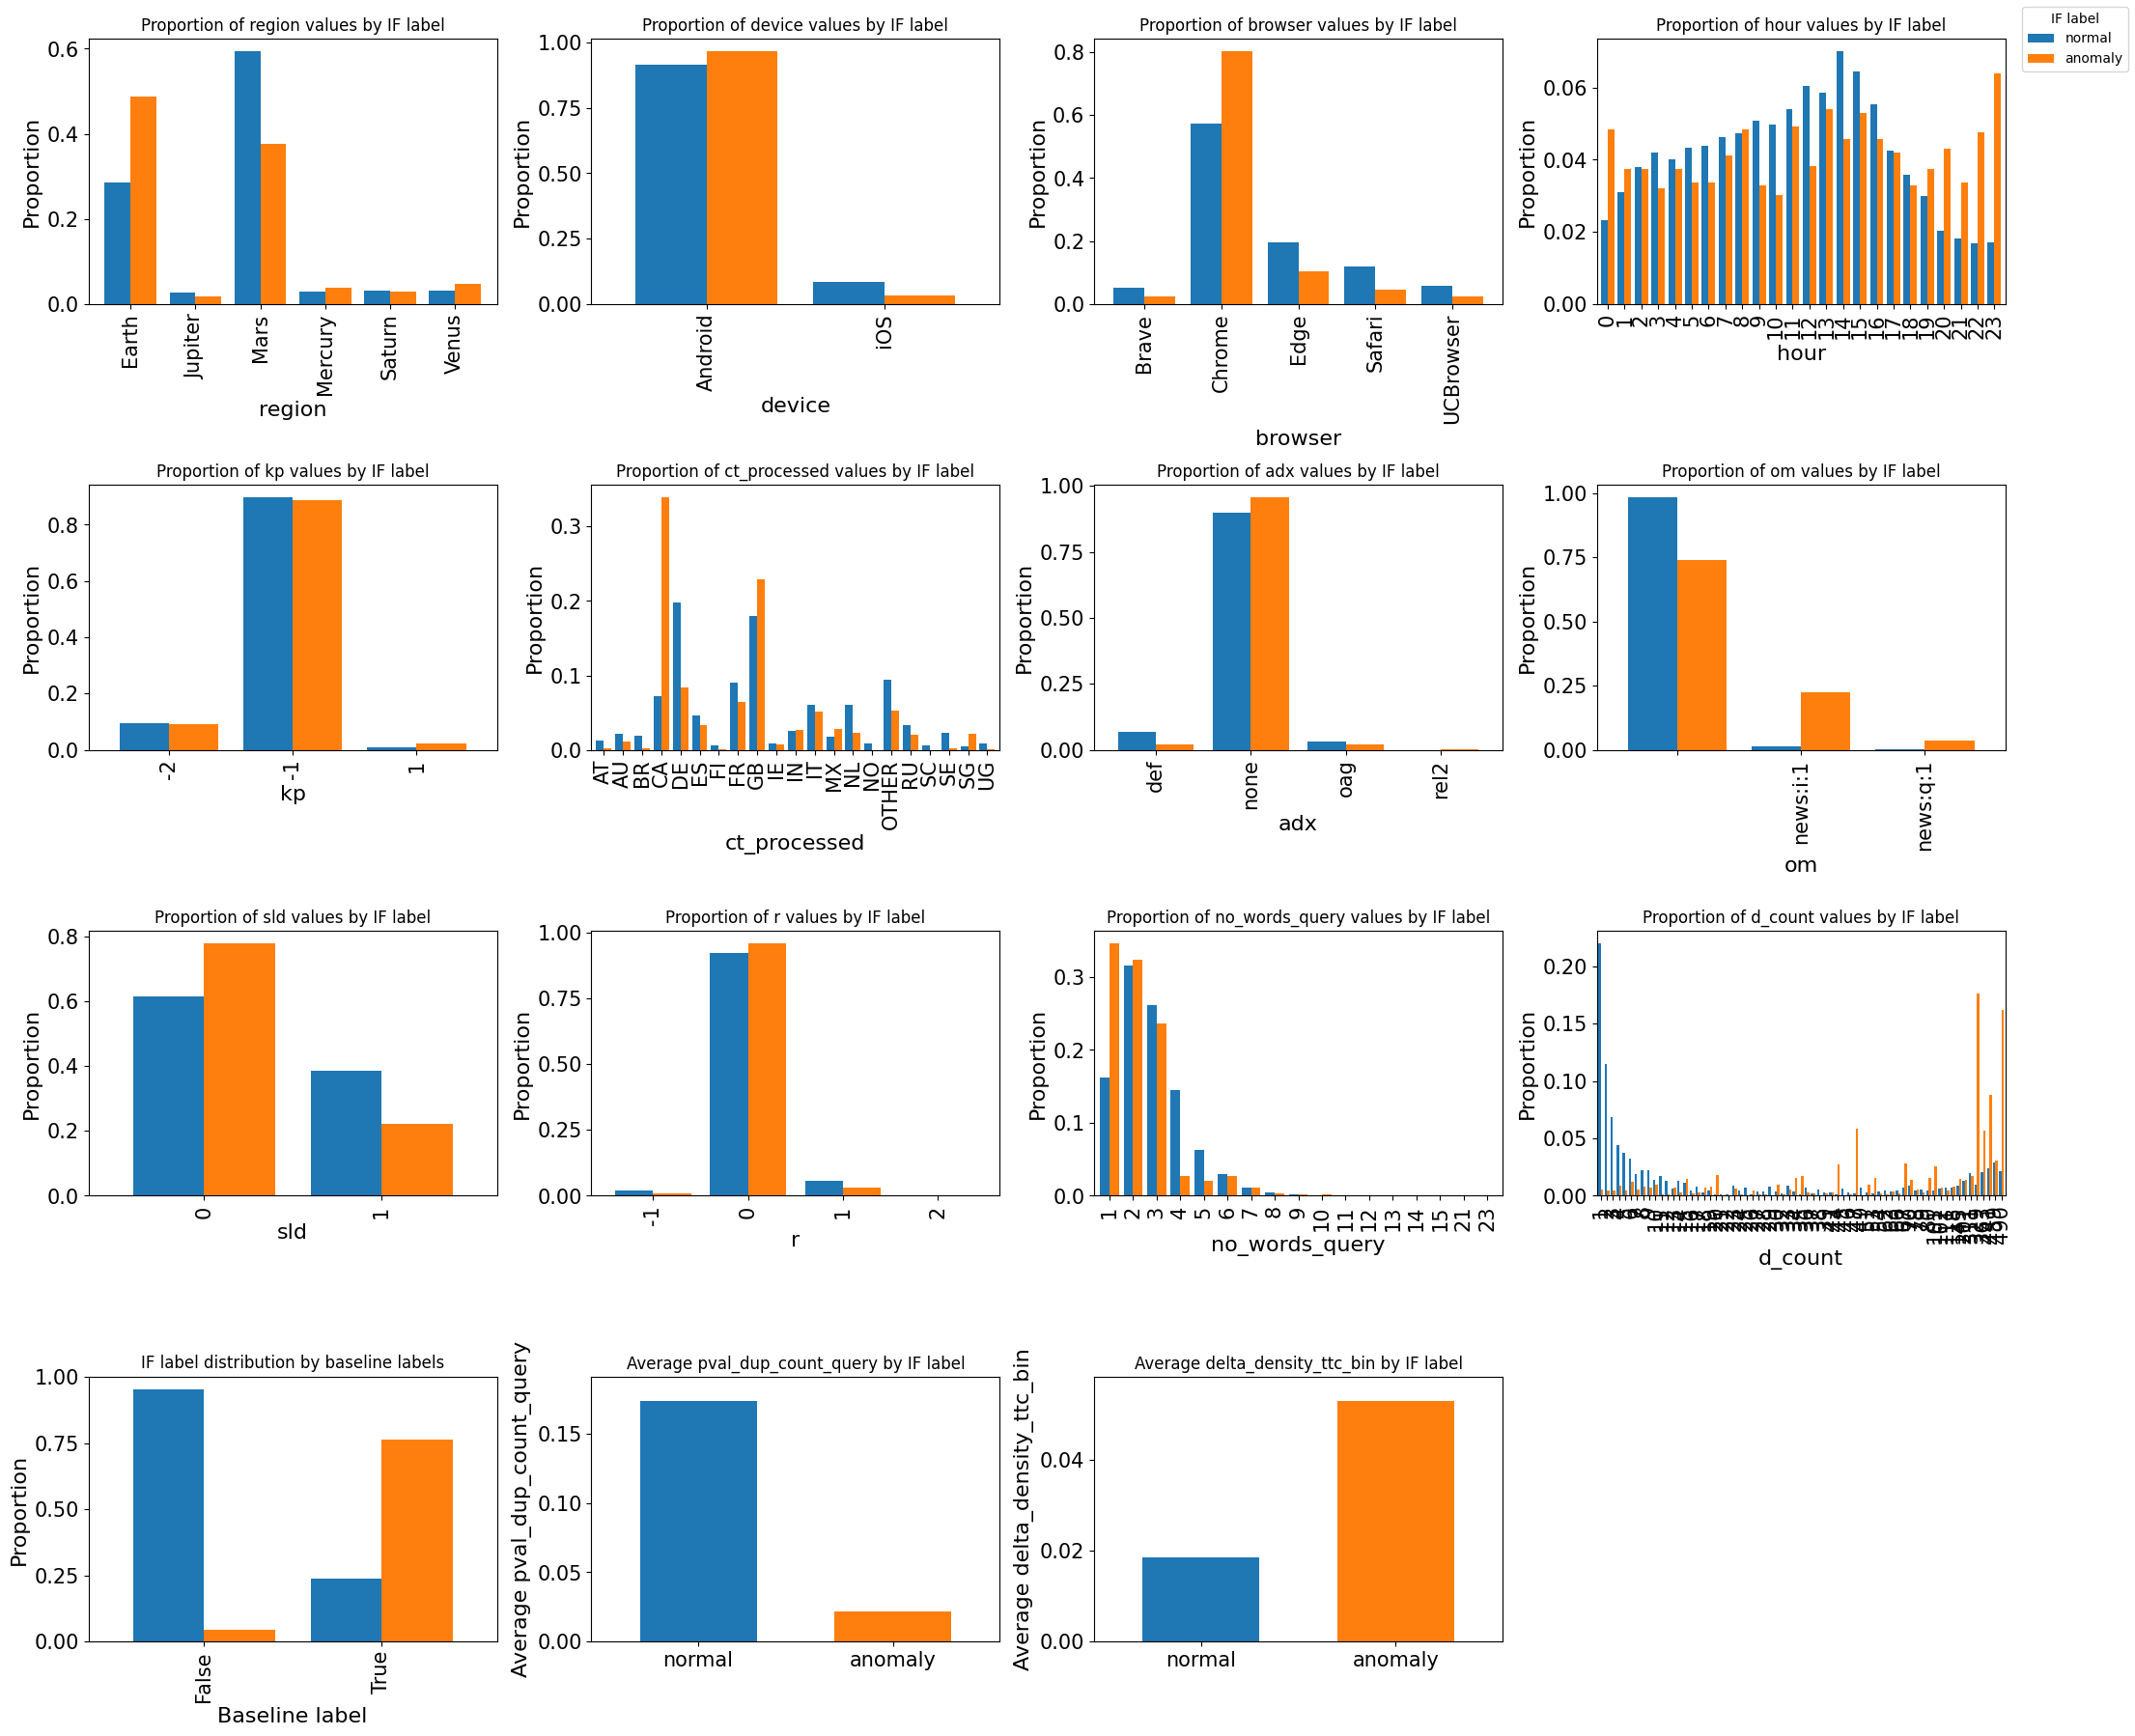 Proportion of region values by IF label
Proportion
0.6
0.4
0.2
0.0
Earth
Jupiter
Mars
Mercury
Saturn
Venus
region
Proportion of device values by IF label
Proportion
1.00
0.75
0.50
0.25
0.00
Android
iOS
device
Proportion of browser values by IF label
Proportion
0.8
0.6
0.4
0.2
0.0
Brave
Chrome
Edge
Safari
UCBrowser
browser
Proportion of hour values by IF label
Proportion
0.06
0.04
0.02
0.00
0 1 2 3 4 5 6 7 8 9 10 11 12 13 14 15 16 17 18 19 20 21 22 23
hour
IF label
normal
anomaly
Proportion of kp values by IF label
Proportion
0.8
0.6
0.4
0.2
0.0
-2
-1
1
kp
Proportion of ct_processed values by IF label
Proportion
0.3
0.2
0.1
0.0
AT AU BR CA DE ES FI FR GB IE IN IT MX NL NO OTHER RU SC SE SG UG
ct_processed
Proportion of adx values by IF label
Proportion
1.00
0.75
0.50
0.25
0.00
def
none
oag
rel2
adx
Proportion of om values by IF label
Proportion
1.00
0.75
0.50
0.25
0.00
news:i:1
news:q:1
om
Proportion of sld values by IF label
Proportion
0.8
0.6
0.4
0.2
0.0
0
1
sld
Proportion of r values by IF label
Proportion
1.00
0.75
0.50
0.25
0.00
-1
0
1
2
r
Proportion of no_words_query values by IF label
Proportion
0.3
0.2
0.1
0.0
1 2 3 4 5 6 7 8 9 10 11 12 13 14 15 21 23
no_words_query
Proportion of d_count values by IF label
Proportion
0.20
0.15
0.10
0.05
0.00
490
d_count
IF label distribution by baseline labels
Proportion
1.00
0.75
0.50
0.25
0.00
False
True
Baseline label
Average pval_dup_count_query by IF label
Average pval_dup_count_query
0.15
0.10
0.05
0.00
normal
anomaly
Average delta_density_ttc_bin by IF label
Average delta_density_ttc_bin
0.04
0.02
0.00
normal
anomaly